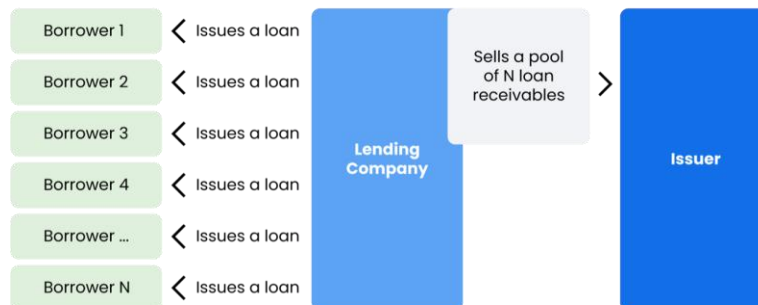 Borrower 1
Issues a loan
Borrower 2
Issues a loan
Borrower 3
Issues a loan
Borrower 4
Issues a loan
Borrower ...
Issues a loan
Borrower N
Issues a loan
Lending
Company
Sells a pool
of N loan
receivables
Issuer